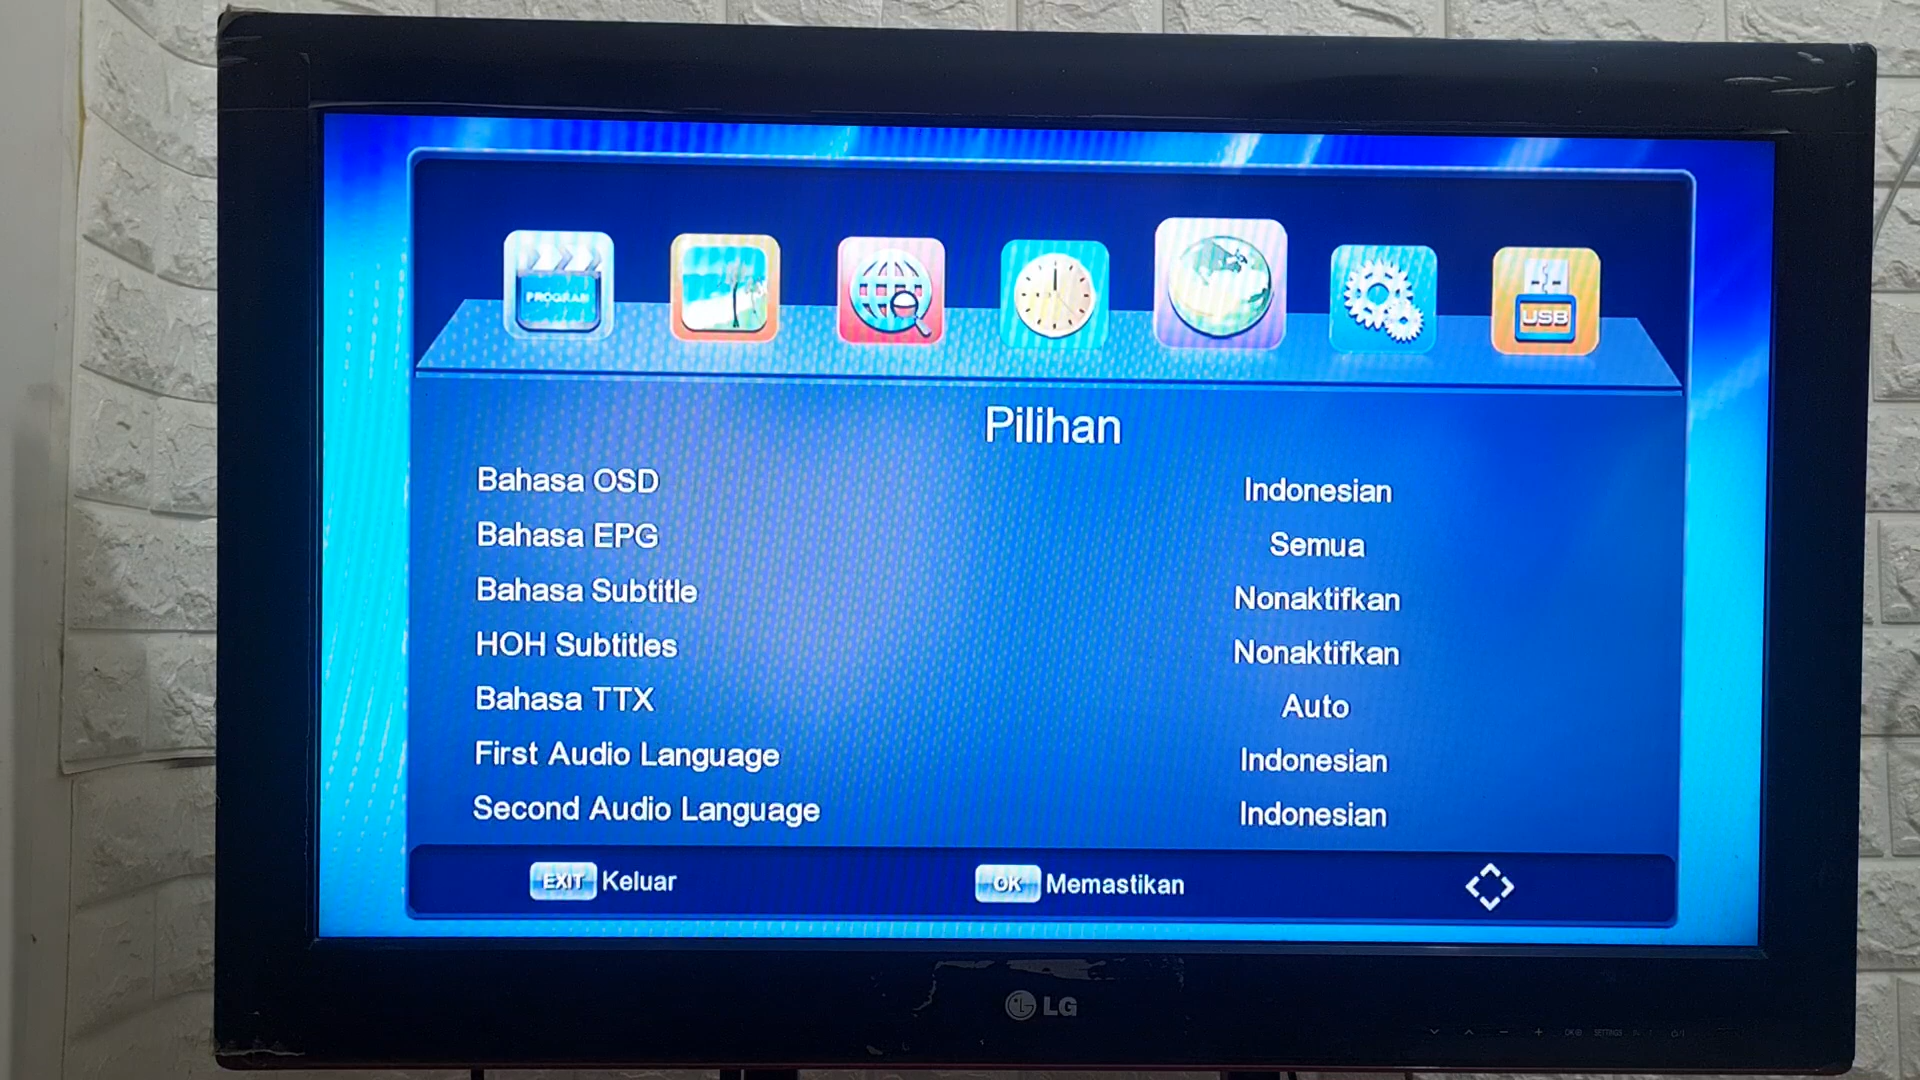 PROGRAM
USB
Pilihan
Bahasa OSD Indonesian
Bahasa EPG Semua
Bahasa Subtitle Nonaktifkan
HOH Subtitles Nonaktifkan
Bahasa TTX Auto
First Audio Language Indonesian
Second Audio Language Indonesian
EXIT Keluar OK Memastikan
LG